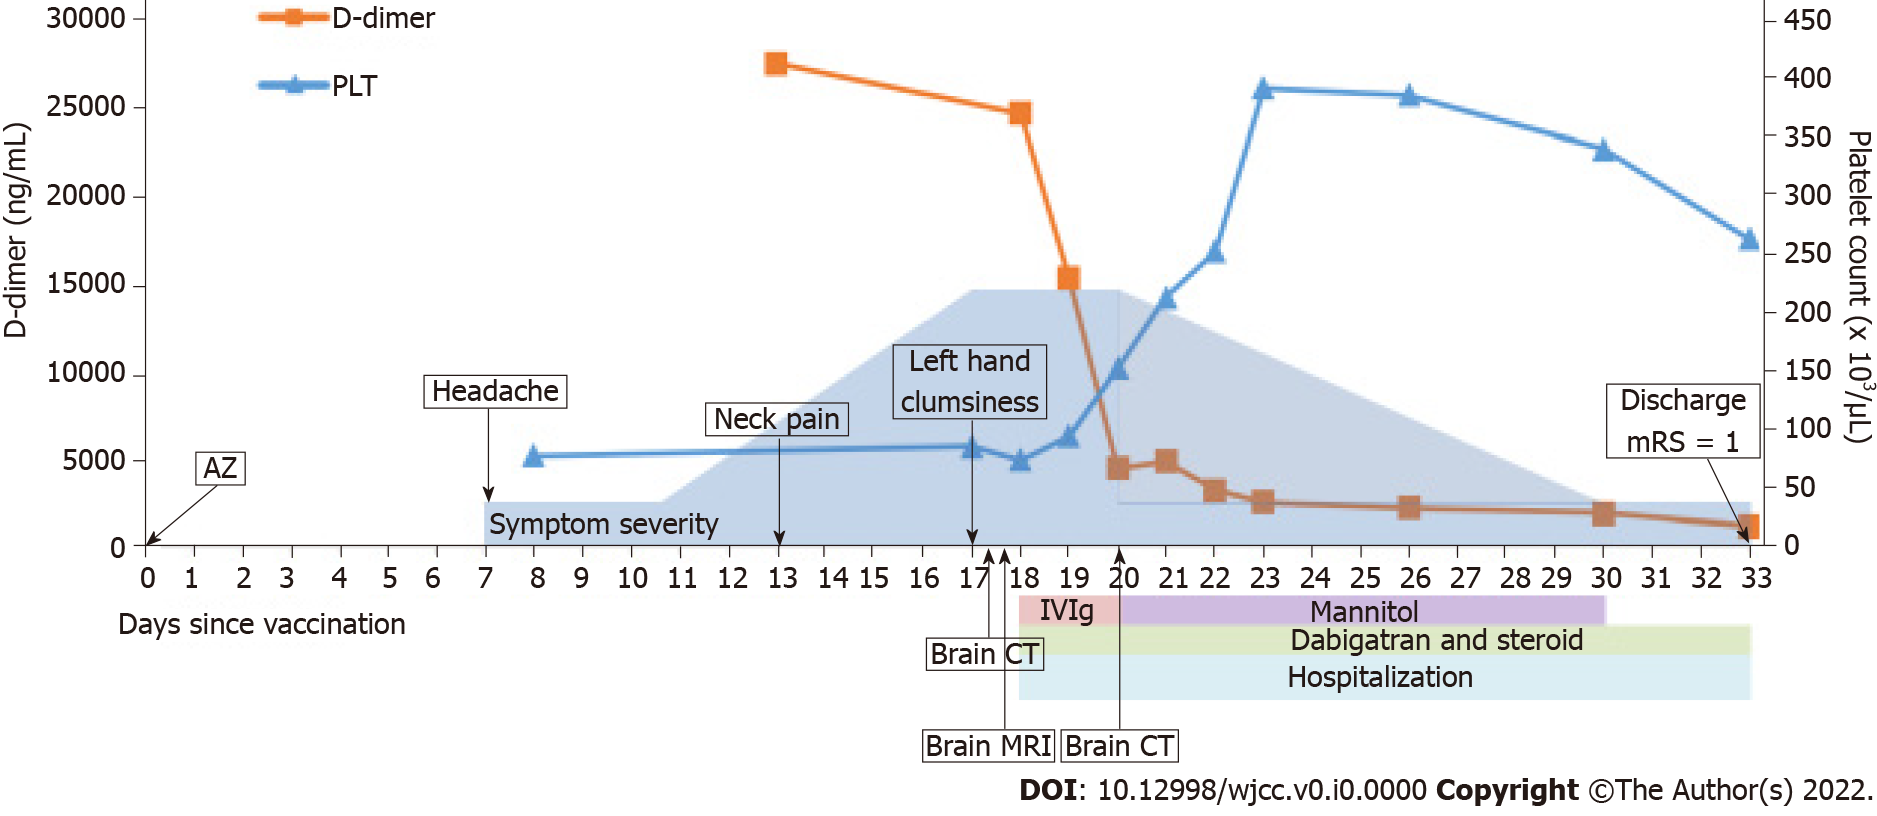 30000
25000
20000
15000
10000
5000
0
D-dimer (ng/mL)
D-dimer
PLT
450
400
350
300
250
200
150
100
50
0
Platelet count (x 10³/µL)
AZ
Headache
Neck pain
Left hand
clumsiness
Discharge
mRS = 1
Symptom severity
0 1 2 3 4 5 6 7 8 9 10 11 12 13 14 15 16 17 18 19 20 21 22 23 24 25 26 27 28 29 30 31 32 33
Days since vaccination
IVIg
Mannitol
Dabigatran and steroid
Hospitalization
Brain CT
Brain MRI
Brain CT
DOI: 10.12998/wjcc.v0.i0.0000 Copyright ©The Author(s) 2022.